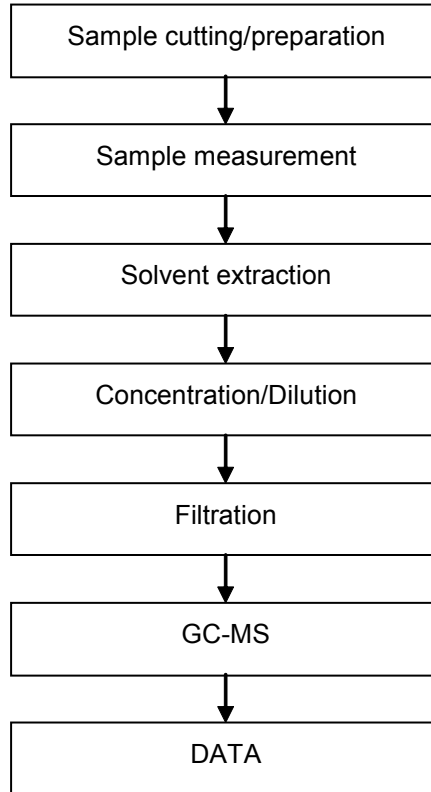 Sample cutting/preparation
Sample measurement
Solvent extraction
Concentration/Dilution
Filtration
GC-MS
DATA